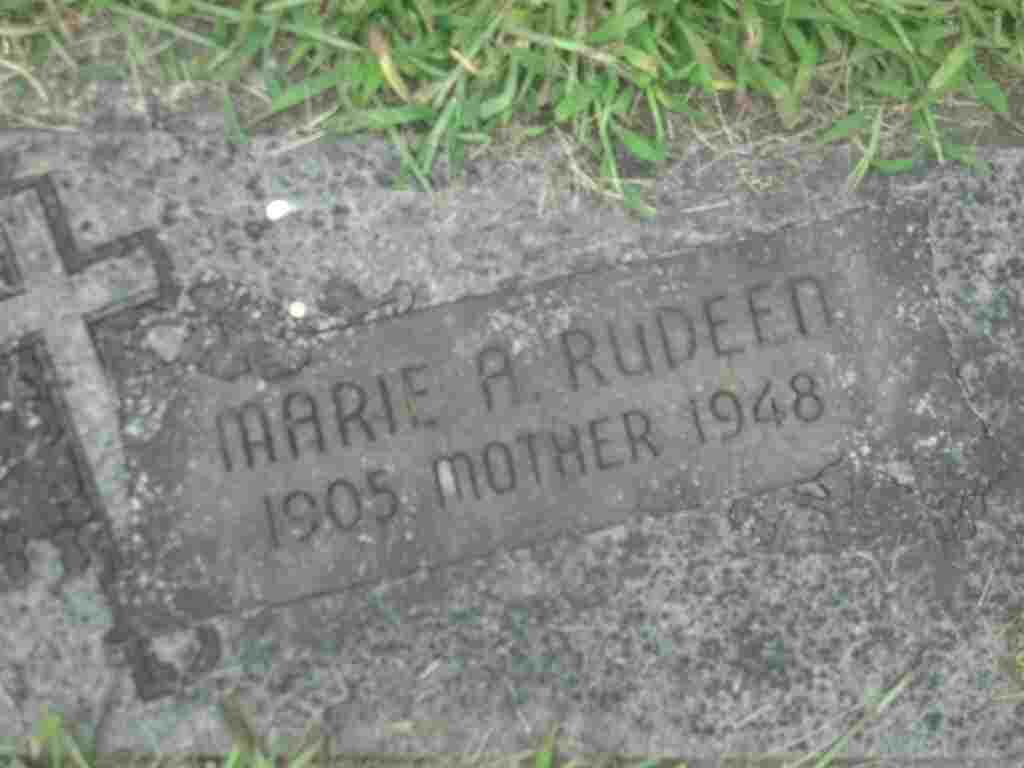 MARIE A. RUDEEN
1905 MOTHER 1948